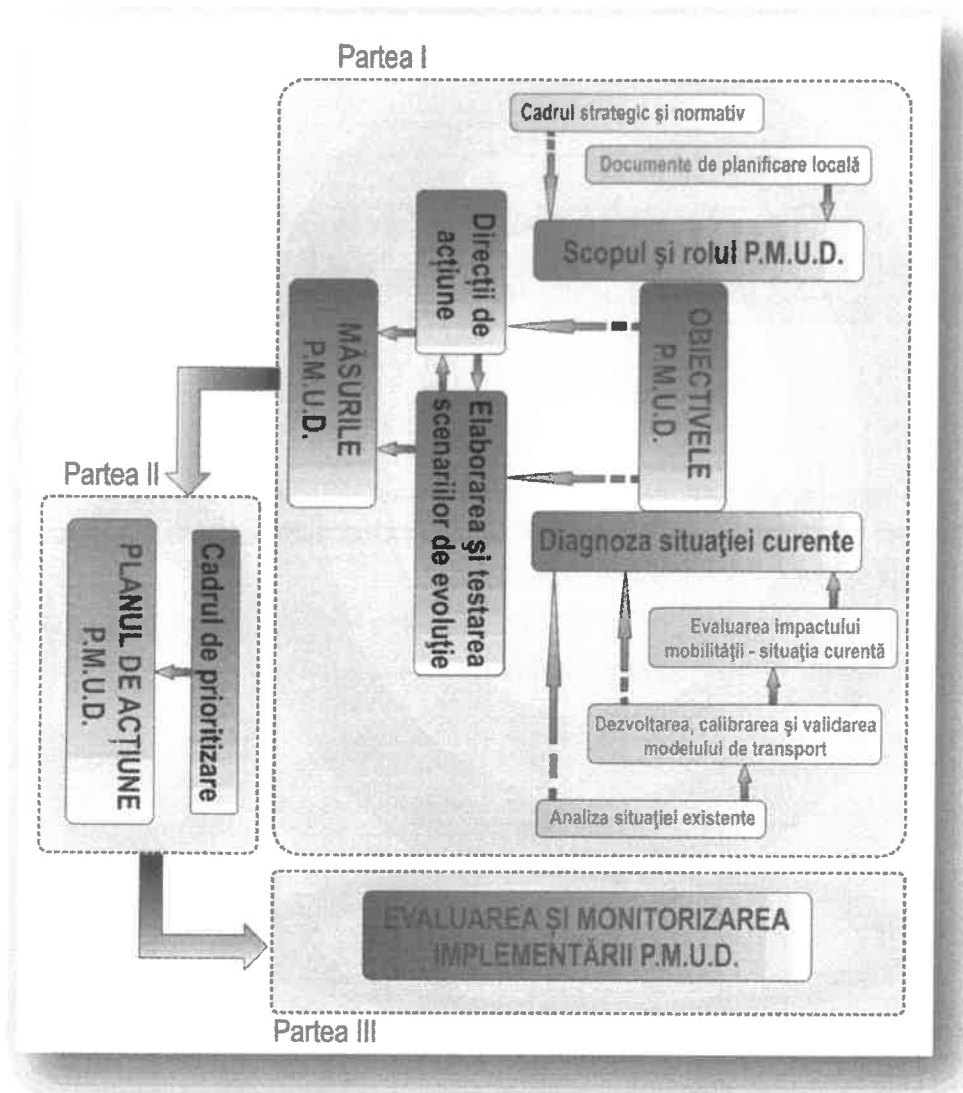 Partea I
Cadrul strategic și normativ
Documente de planificare locală
Scopul și rolul P.M.U.D.
OBIECTIVELE
P.M.U.D.
Direcții de
acțiune
MĂSURILE
P.M.U.D.
Elaborarea și testarea
scenariilor de evoluție
Diagnoza situației curente
Evaluarea impactului
mobilității - situația curentă
Dezvoltarea, calibrarea și validarea
modelului de transport
Analiza situației existente
Partea II
Cadrul de prioritizare
PLANUL DE ACȚIUNE
P.M.U.D.
EVALUAREA ȘI MONITORIZAREA
IMPLEMENTĂRII P.M.U.D.
Partea III